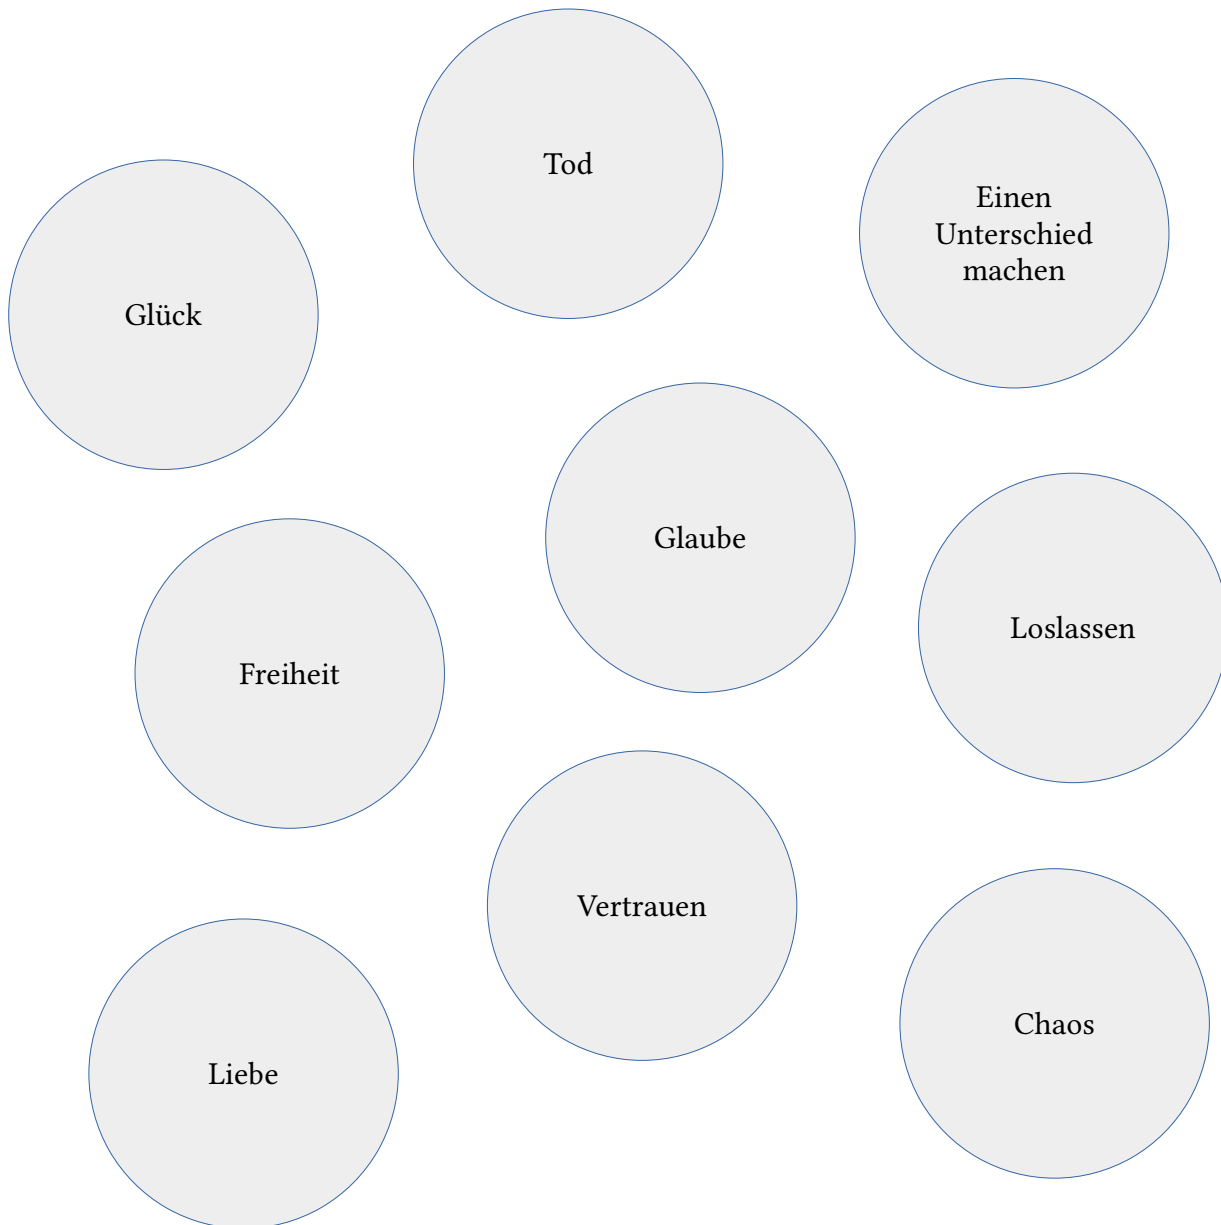 Tod
Einen
Unterschied
machen
Glück
Glaube
Loslassen
Freiheit
Vertrauen
Chaos
Liebe